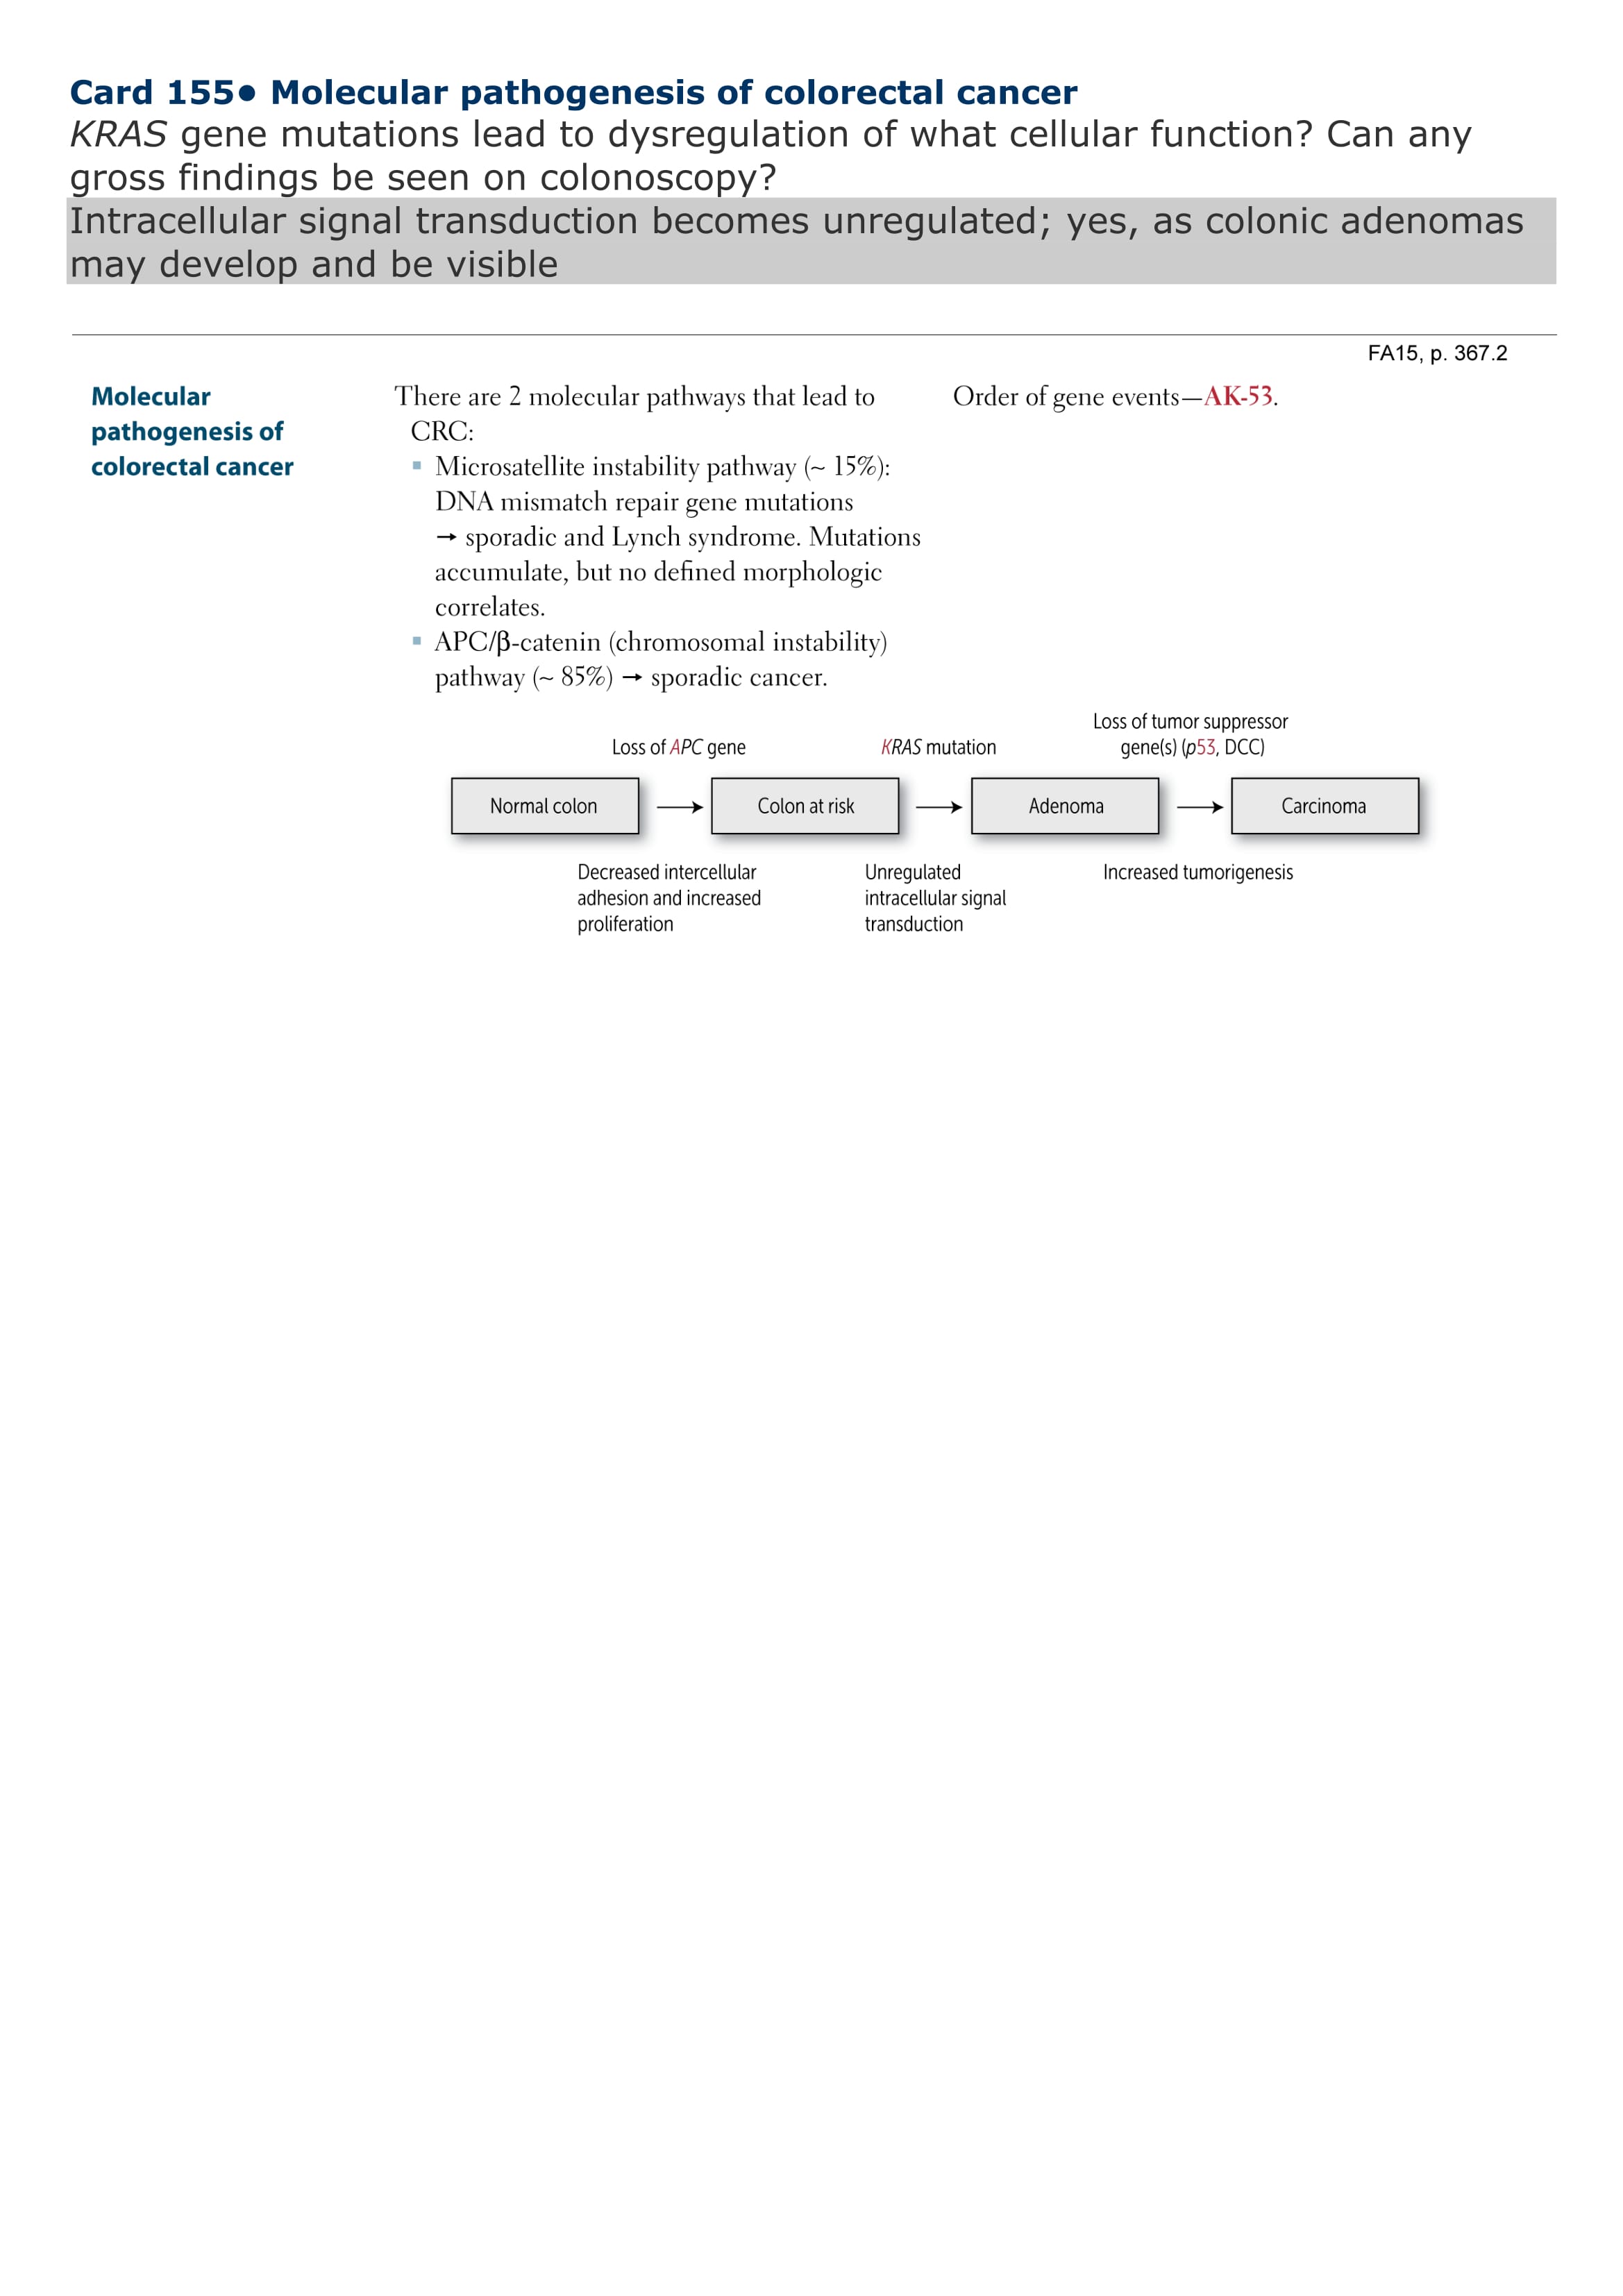 Card 155• Molecular pathogenesis of colorectal cancer
KRAS gene mutations lead to dysregulation of what cellular function? Can any
gross findings be seen on colonoscopy?
Intracellular signal transduction becomes unregulated; yes, as colonic adenomas
may develop and be visible
FA15, p. 367.2
Molecular
pathogenesis of
colorectal cancer
There are 2 molecular pathways that lead to
CRC:
▪ Microsatellite instability pathway (~ 15%):
DNA mismatch repair gene mutations
→ sporadic and Lynch syndrome. Mutations
accumulate, but no defined morphologic
correlates.
▪ APC/β-catenin (chromosomal instability)
pathway (~ 85%) → sporadic cancer.
Order of gene events—AK-53.
Loss of APC gene
KRAS mutation
Loss of tumor suppressor
gene(s) (p53, DCC)
Normal colon
Colon at risk
Adenoma
Carcinoma
Decreased intercellular
adhesion and increased
proliferation
Unregulated
intracellular signal
transduction
Increased tumorigenesis